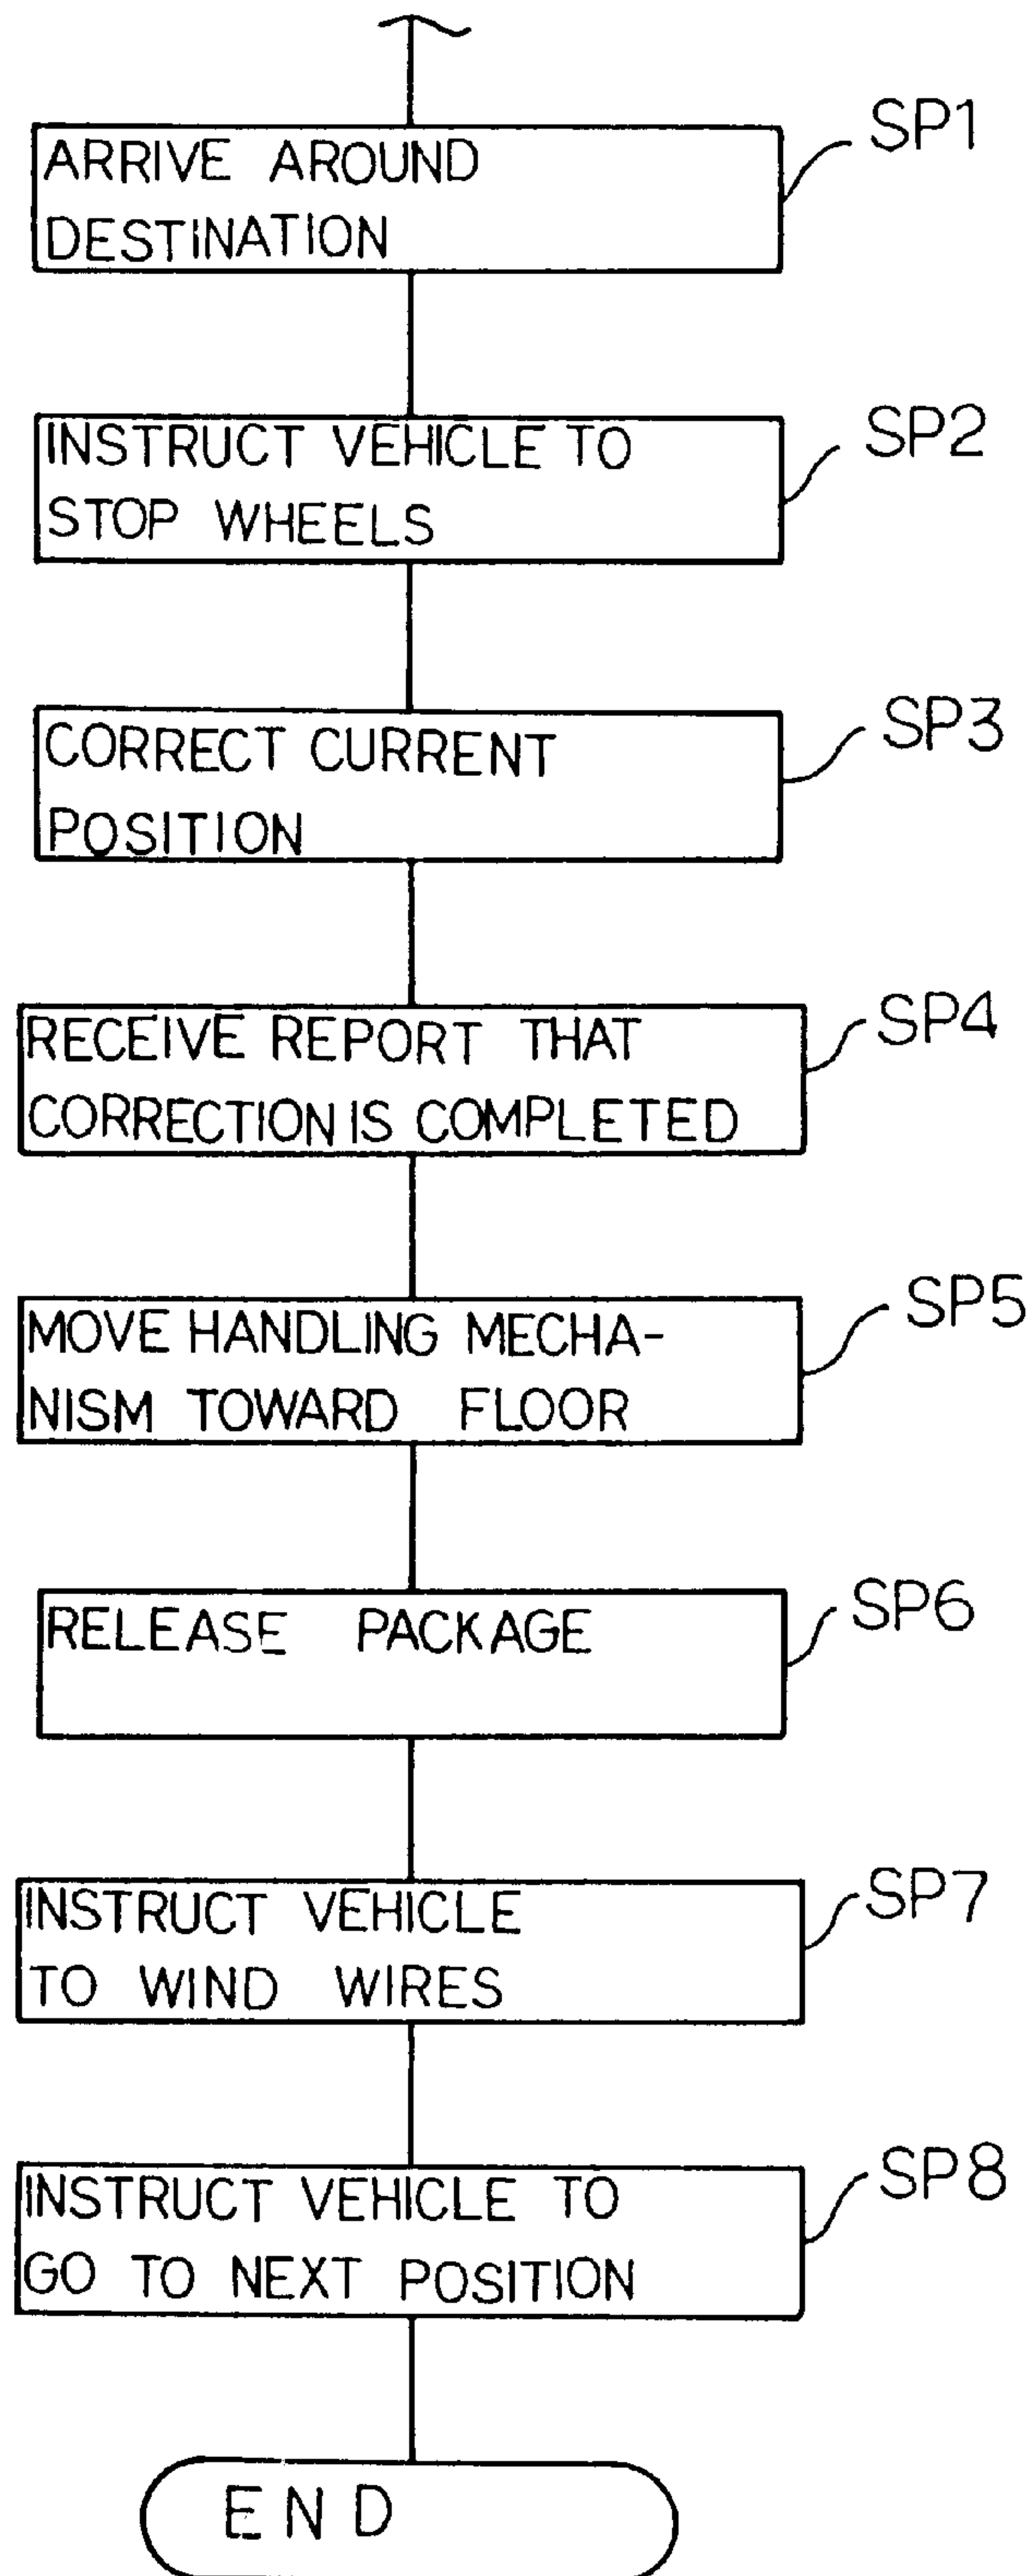 SP1
ARRIVE AROUND
DESTINATION
SP2
INSTRUCT VEHICLE TO
STOP WHEELS
SP3
CORRECT CURRENT
POSITION
SP4
RECEIVE REPORT THAT
CORRECTION IS COMPLETED
SP5
MOVE HANDLING MECHA-
NISM TOWARD FLOOR
SP6
RELEASE PACKAGE
SP7
INSTRUCT VEHICLE
TO WIND WIRES
SP8
INSTRUCT VEHICLE TO
GO TO NEXT POSITION
END